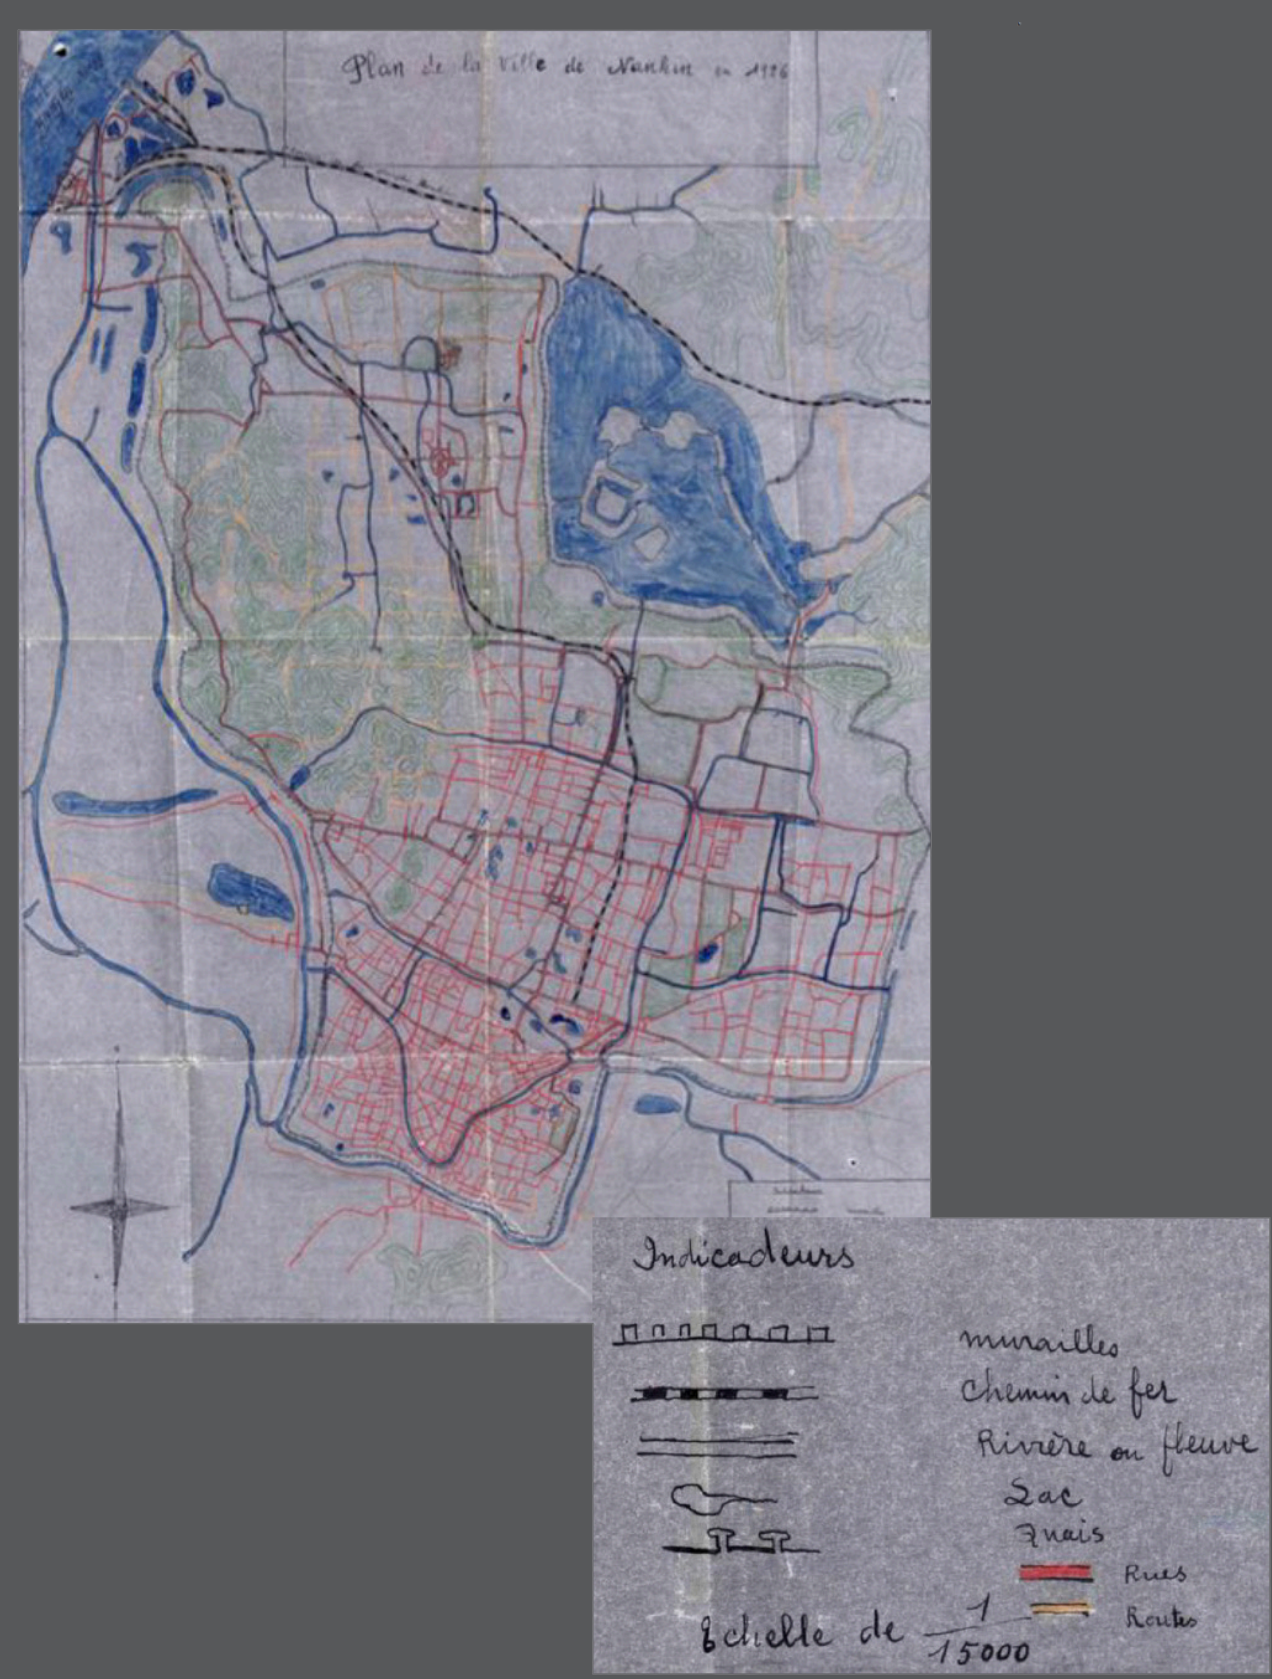 Plan de la Ville de Nankin en 1926
Indicadeurs
murailles
Chemin de fer
Rivière ou fleuve
Lac
Quais
Rues
Routes
Echelle de 1/15000